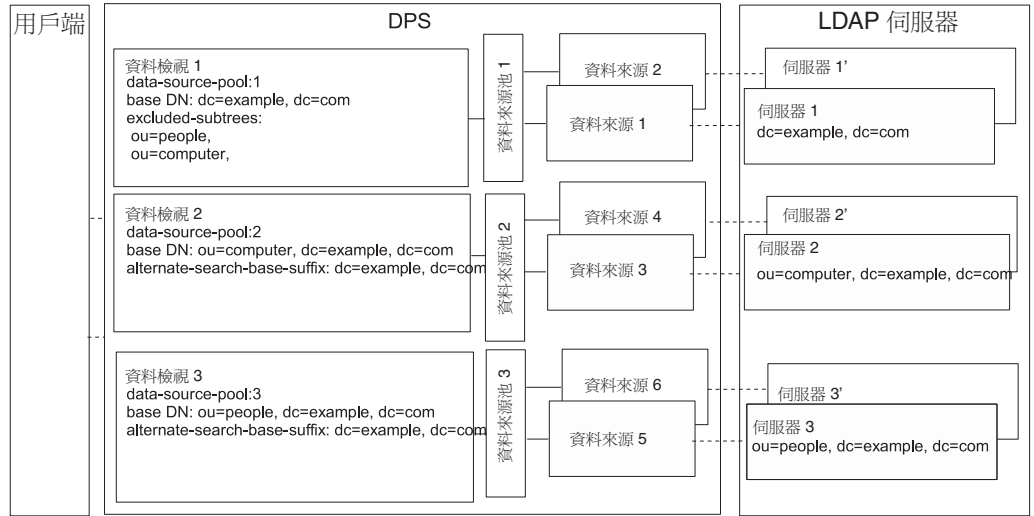 用戶端
DPS
LDAP 伺服器
資料檢視 1
data-source-pool:1
base DN: dc=example, dc=com
excluded-subtrees:
ou=people,
ou=computer,
資料來源池 1
資料來源 2
資料來源 1
伺服器 1’
伺服器 1
dc=example, dc=com
資料檢視 2
data-source-pool:2
base DN: ou=computer, dc=example, dc=com
alternate-search-base-suffix: dc=example, dc=com
資料來源池 2
資料來源 4
資料來源 3
伺服器 2’
伺服器 2
ou=computer, dc=example, dc=com
資料檢視 3
data-source-pool:3
base DN: ou=people, dc=example, dc=com
alternate-search-base-suffix: dc=example, dc=com
資料來源池 3
資料來源 6
資料來源 5
伺服器 3’
伺服器 3
ou=people, dc=example, dc=com